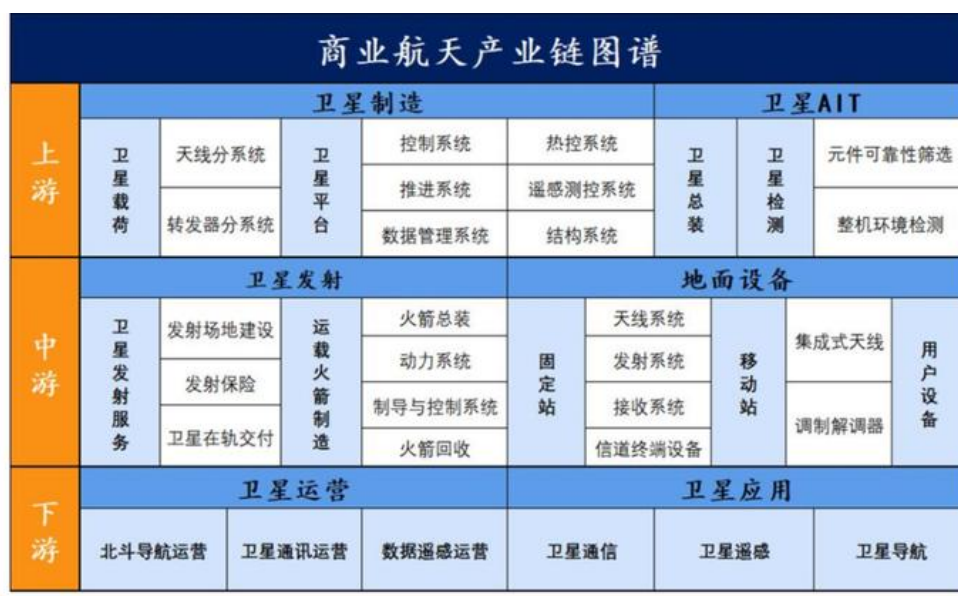 商业航天产业链图谱
上游
卫星制造
卫星AIT
卫星载荷
天线分系统
转发器分系统
卫星平台
控制系统
热控系统
推进系统
遥感测控系统
数据管理系统
结构系统
卫星总装
卫星检测
元件可靠性筛选
整机环境检测
中游
卫星发射
地面设备
卫星发射服务
发射场地建设
发射保险
卫星在轨交付
运载火箭制造
火箭总装
动力系统
制导与控制系统
火箭回收
固定站
天线系统
发射系统
接收系统
信道终端设备
移动站
集成式天线
调制解调器
用户设备
下游
卫星运营
卫星应用
北斗导航运营
卫星通讯运营
数据遥感运营
卫星通信
卫星遥感
卫星导航